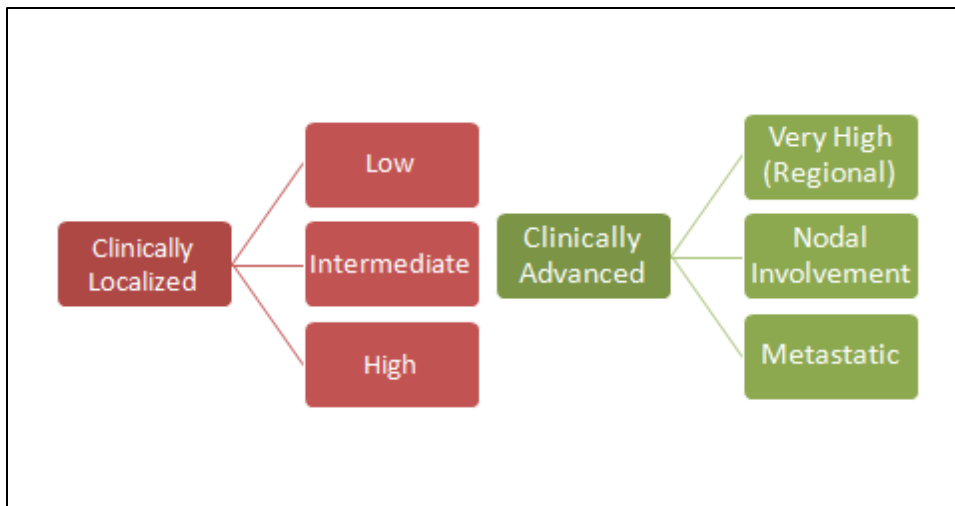 Clinically
Localized
Low
Intermediate
High
Clinically
Advanced
Very High
(Regional)
Nodal
Involvement
Metastatic